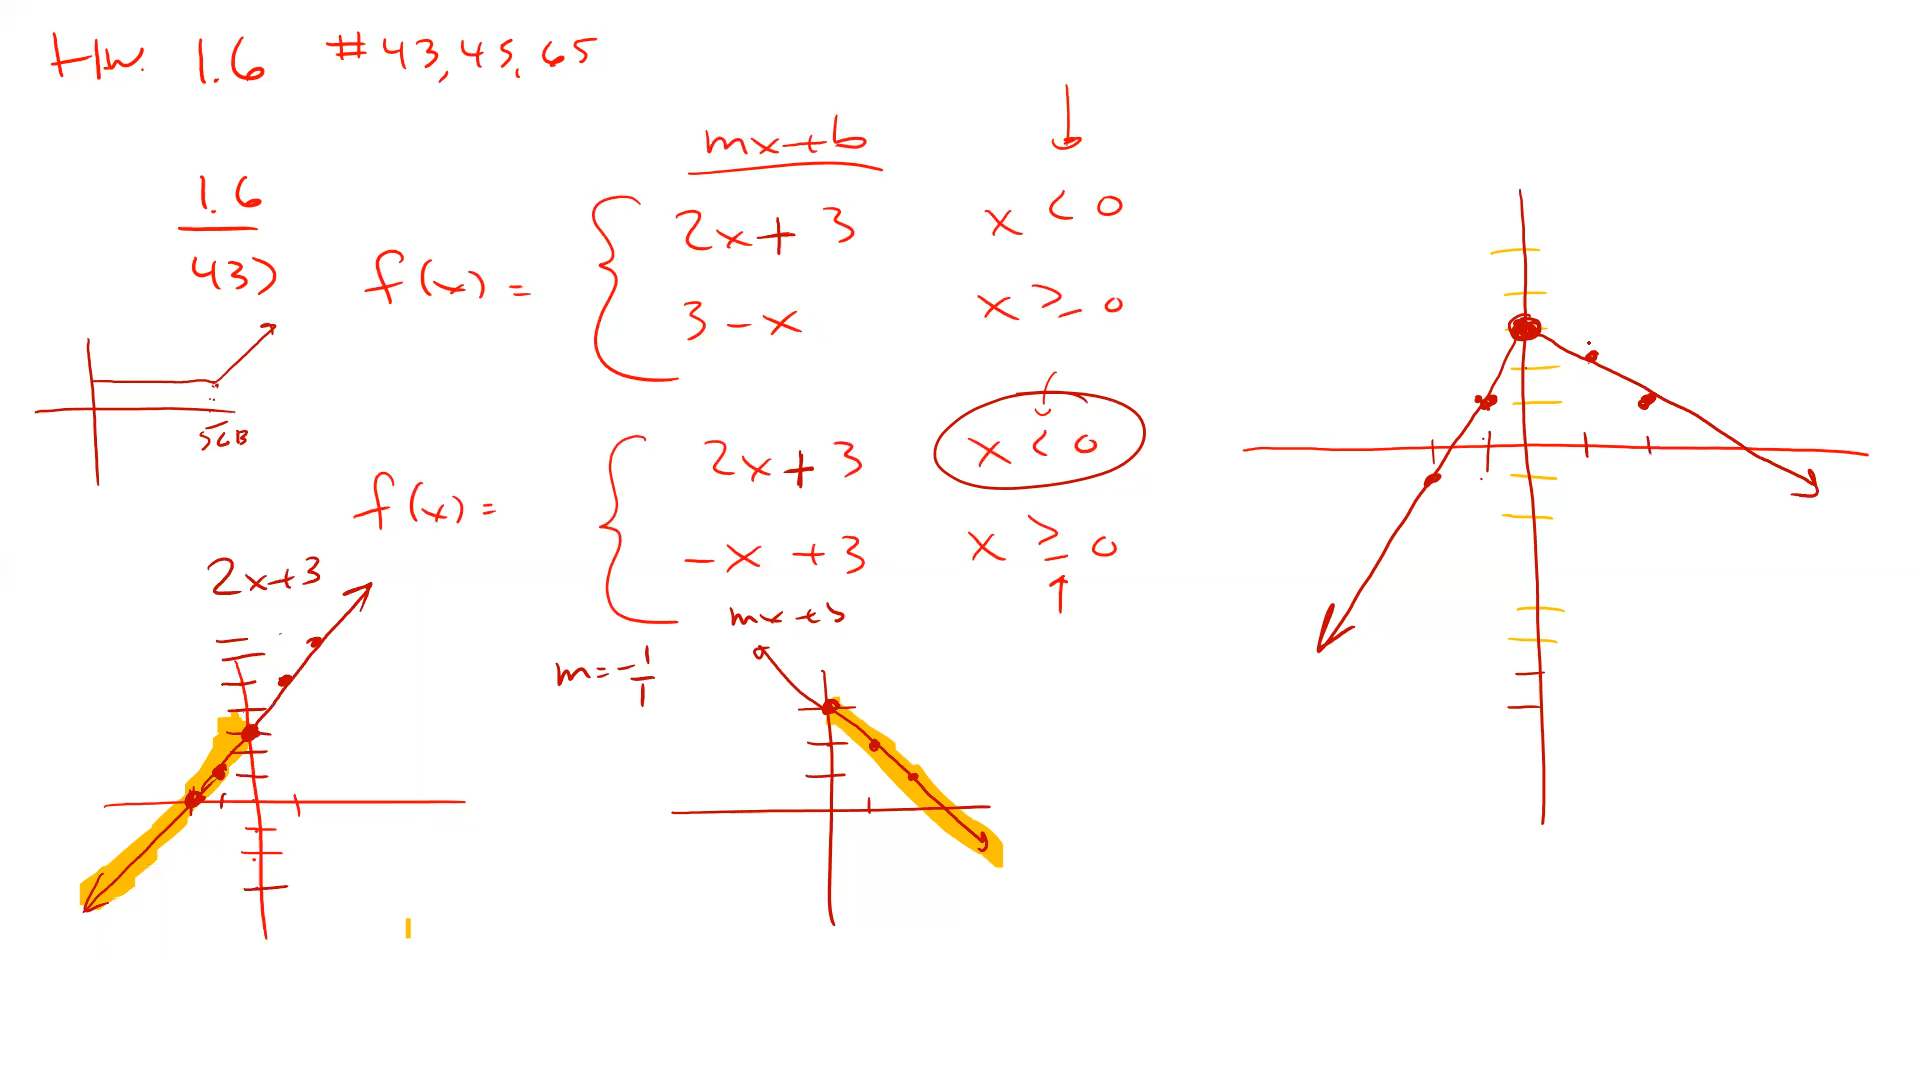 HW. 1.6 # 43, 45, 65
1.6
43)
mx+b
f(x) = { 2x+3 x < 0
3-x x ≥ 0
5GB
f(x) = { 2x+3 x < 0
-x+3 x ≥ 0
mx+b
2x+3
m = -1/1